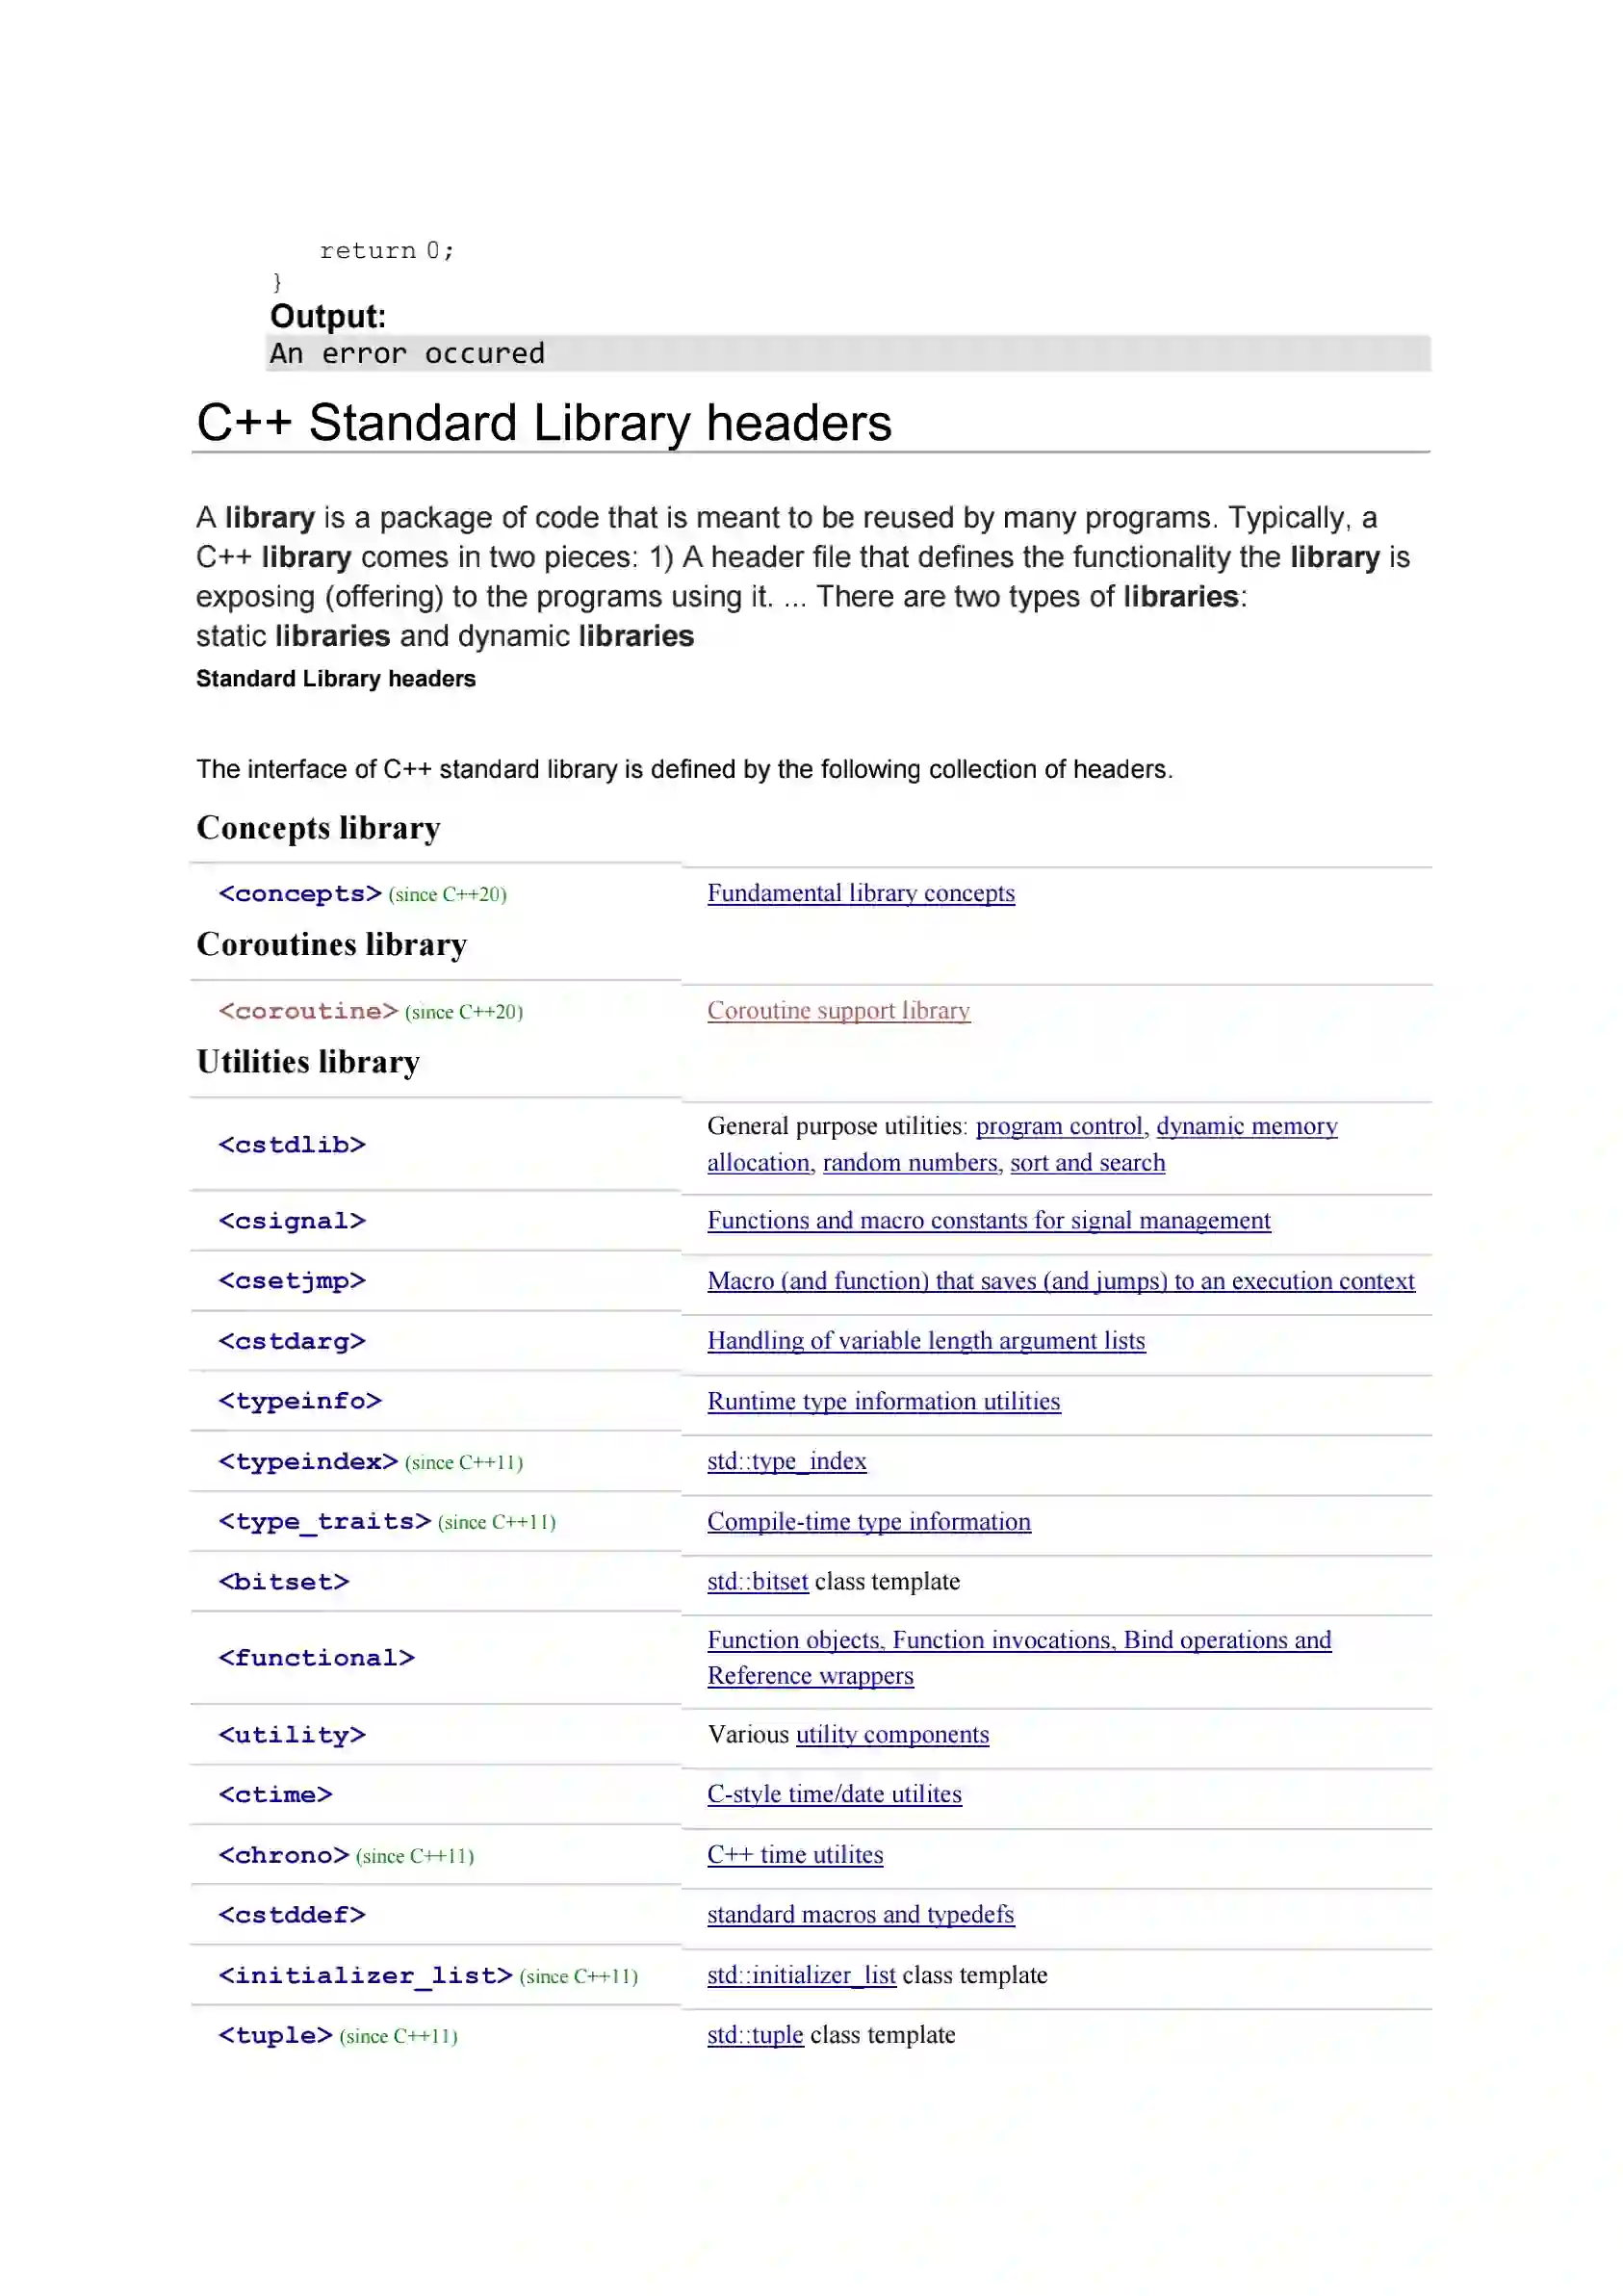 return 0;
}
Output:
An error occured
C++ Standard Library headers
A library is a package of code that is meant to be reused by many programs. Typically, a
C++ library comes in two pieces: 1) A header file that defines the functionality the library is
exposing (offering) to the programs using it. ... There are two types of libraries:
static libraries and dynamic libraries
Standard Library headers
The interface of C++ standard library is defined by the following collection of headers.
Concepts library
<concepts> (since C++20) Fundamental library concepts
Coroutines library
<coroutine> (since C++20) Coroutine support library
Utilities library
<cstdlib> General purpose utilities: program control, dynamic memory
allocation, random numbers, sort and search
<csignal> Functions and macro constants for signal management
<csetjmp> Macro (and function) that saves (and jumps) to an execution context
<cstdarg> Handling of variable length argument lists
<typeinfo> Runtime type information utilities
<typeindex> (since C++11) std::type_index
<type_traits> (since C++11) Compile-time type information
<bitset> std::bitset class template
<functional> Function objects, Function invocations, Bind operations and
Reference wrappers
<utility> Various utility components
<ctime> C-style time/date utilites
<chrono> (since C++11) C++ time utilites
<cstddef> standard macros and typedefs
<initializer_list> (since C++11) std::initializer_list class template
<tuple> (since C++11) std::tuple class template